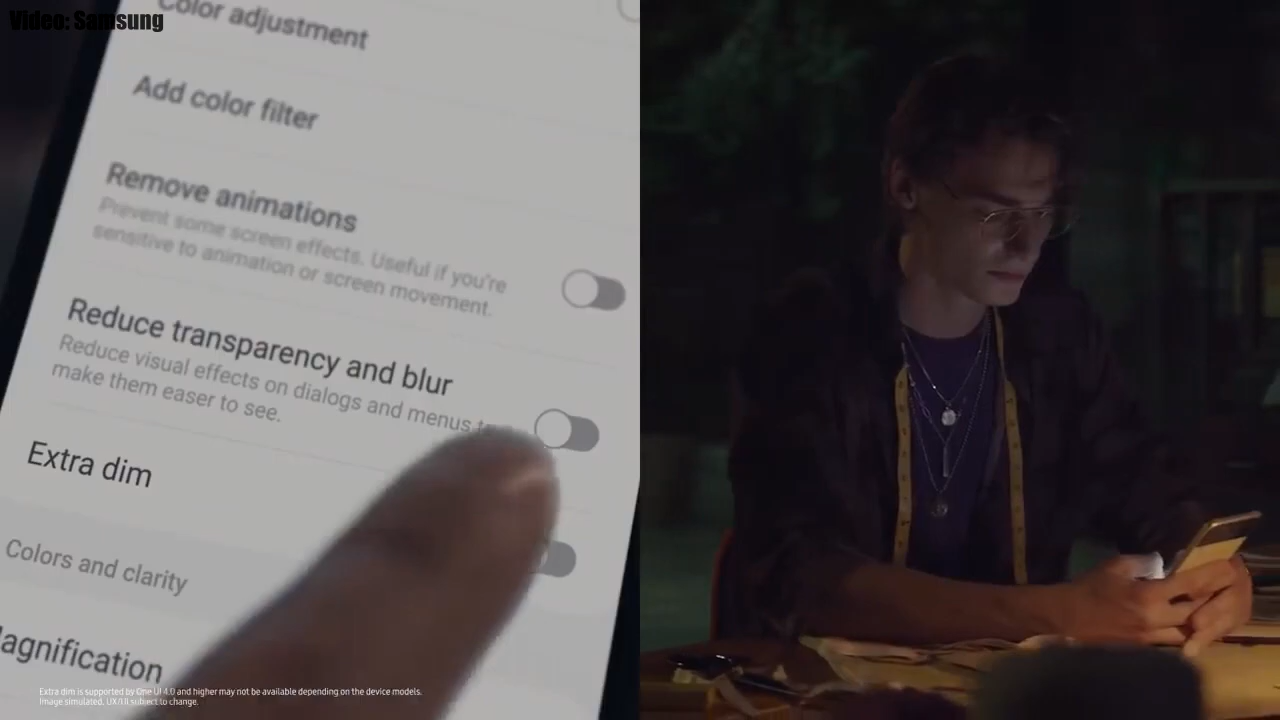 Video: Samsung
Color adjustment
Add color filter
Remove animations
Prevent some screen effects. Useful if you're
sensitive to animation or screen movement.
Reduce transparency and blur
Reduce visual effects on dialogs and menus
make them easier to see.
Extra dim
Colors and clarity
Magnification
Extra dim is supported by One UI 4.0 and higher may not be available depending on the device models.
Image simulated. UX/UI subject to change.